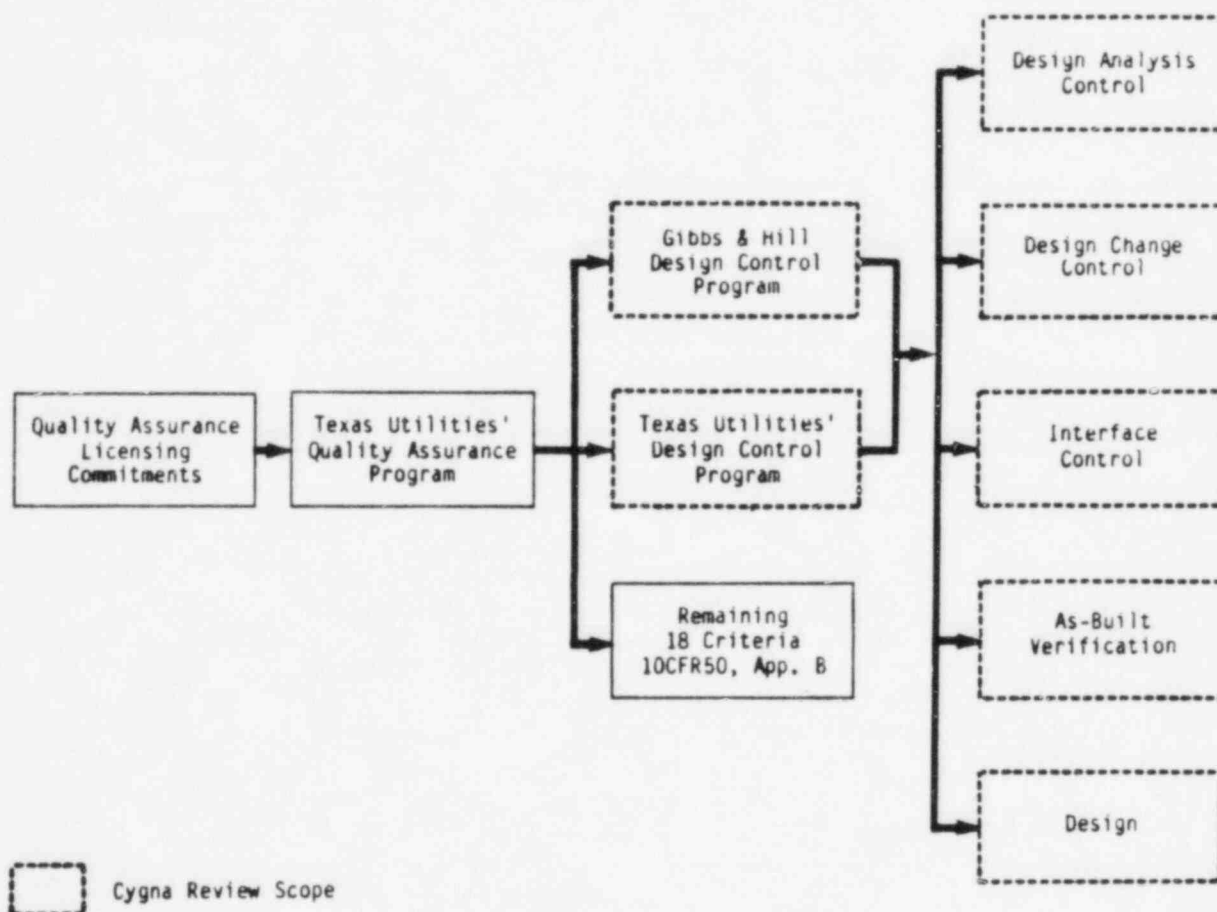 Design Analysis
Control
Gibbs & Hill
Design Control
Program
Design Change
Control
Quality Assurance
Licensing
Commitments
Texas Utilities'
Quality Assurance
Program
Texas Utilities'
Design Control
Program
Interface
Control
Remaining
18 Criteria
10CFR50, App. B
As-Built
Verification
Design
Cygna Review Scope